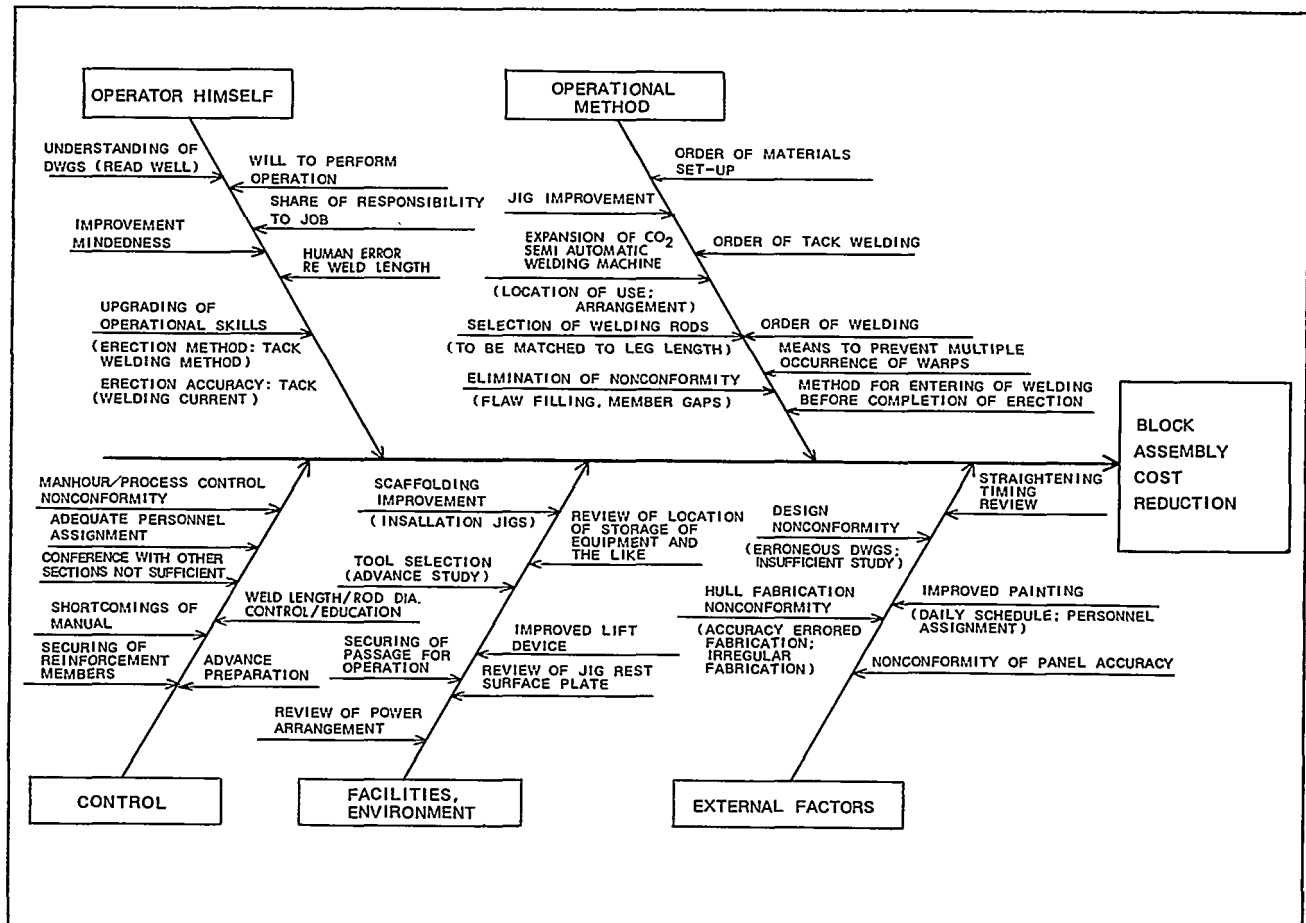 OPERATOR HIMSELF
UNDERSTANDING OF
DWGS (READ WELL)
WILL TO PERFORM
OPERATION
SHARE OF RESPONSIBILITY
TO JOB
IMPROVEMENT
MINDEDNESS
HUMAN ERROR
RE WELD LENGTH
UPGRADING OF
OPERATIONAL SKILLS
(ERECTION METHOD: TACK
WELDING METHOD)
ERECTION ACCURACY: TACK
(WELDING CURRENT)
OPERATIONAL
METHOD
ORDER OF MATERIALS
SET-UP
JIG IMPROVEMENT
EXPANSION OF CO2
SEMI AUTOMATIC
WELDING MACHINE
(LOCATION OF USE;
ARRANGEMENT)
ORDER OF TACK WELDING
SELECTION OF WELDING RODS
(TO BE MATCHED TO LEG LENGTH)
ORDER OF WELDING
MEANS TO PREVENT MULTIPLE
OCCURRENCE OF WARPS
ELIMINATION OF NONCONFORMITY
(FLAW FILLING, MEMBER GAPS)
METHOD FOR ENTERING OF WELDING
BEFORE COMPLETION OF ERECTION
BLOCK
ASSEMBLY
COST
REDUCTION
MANHOUR/PROCESS CONTROL
NONCONFORMITY
ADEQUATE PERSONNEL
ASSIGNMENT
CONFERENCE WITH OTHER
SECTIONS NOT SUFFICIENT
WELD LENGTH/ROD DIA.
CONTROL/EDUCATION
SHORTCOMINGS OF
MANUAL
SECURING OF
REINFORCEMENT
MEMBERS
ADVANCE
PREPARATION
CONTROL
SCAFFOLDING
IMPROVEMENT
(INSALLATION JIGS)
REVIEW OF LOCATION
OF STORAGE OF
EQUIPMENT AND
THE LIKE
TOOL SELECTION
(ADVANCE STUDY)
IMPROVED LIFT
DEVICE
SECURING OF
PASSAGE FOR
OPERATION
REVIEW OF JIG REST
SURFACE PLATE
REVIEW OF POWER
ARRANGEMENT
FACILITIES,
ENVIRONMENT
STRAIGHTENING
TIMING
REVIEW
DESIGN
NONCONFORMITY
(ERRONEOUS DWGS;
INSUFFICIENT STUDY)
IMPROVED PAINTING
(DAILY SCHEDULE; PERSONNEL
ASSIGNMENT)
HULL FABRICATION
NONCONFORMITY
(ACCURACY ERRORED
FABRICATION;
IRREGULAR
FABRICATION)
NONCONFORMITY OF PANEL ACCURACY
EXTERNAL FACTORS